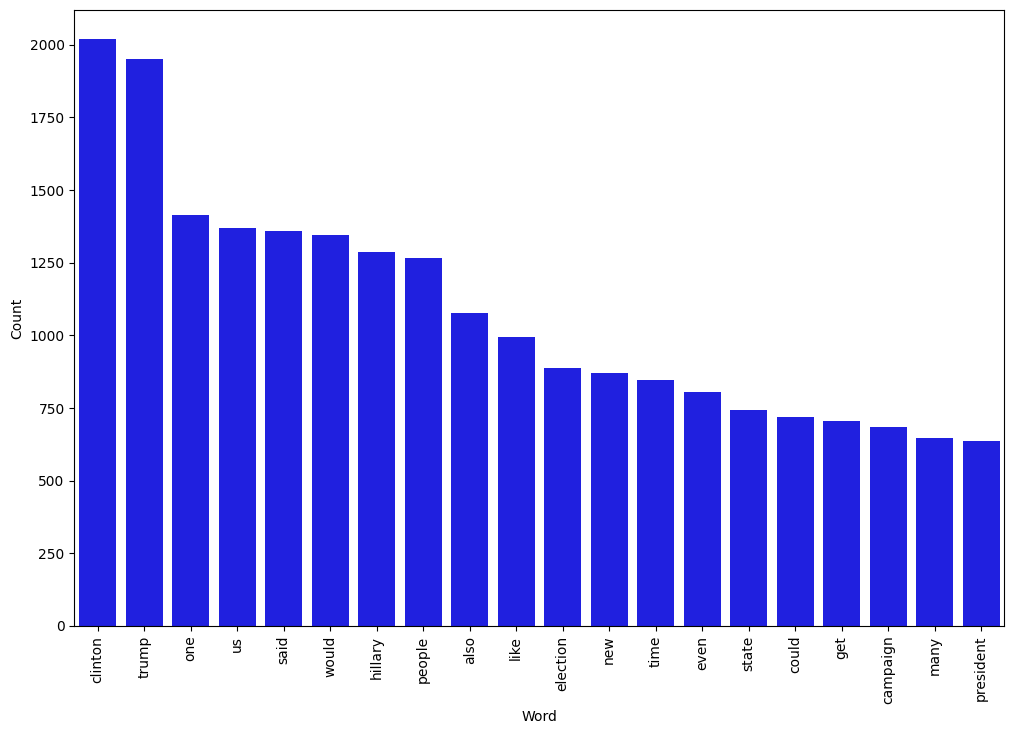 2000
1750
1500
1250
1000
750
500
250
0
Count
clinton
trump
one
us
said
would
hillary
people
also
like
election
new
time
even
state
could
get
campaign
many
president
Word